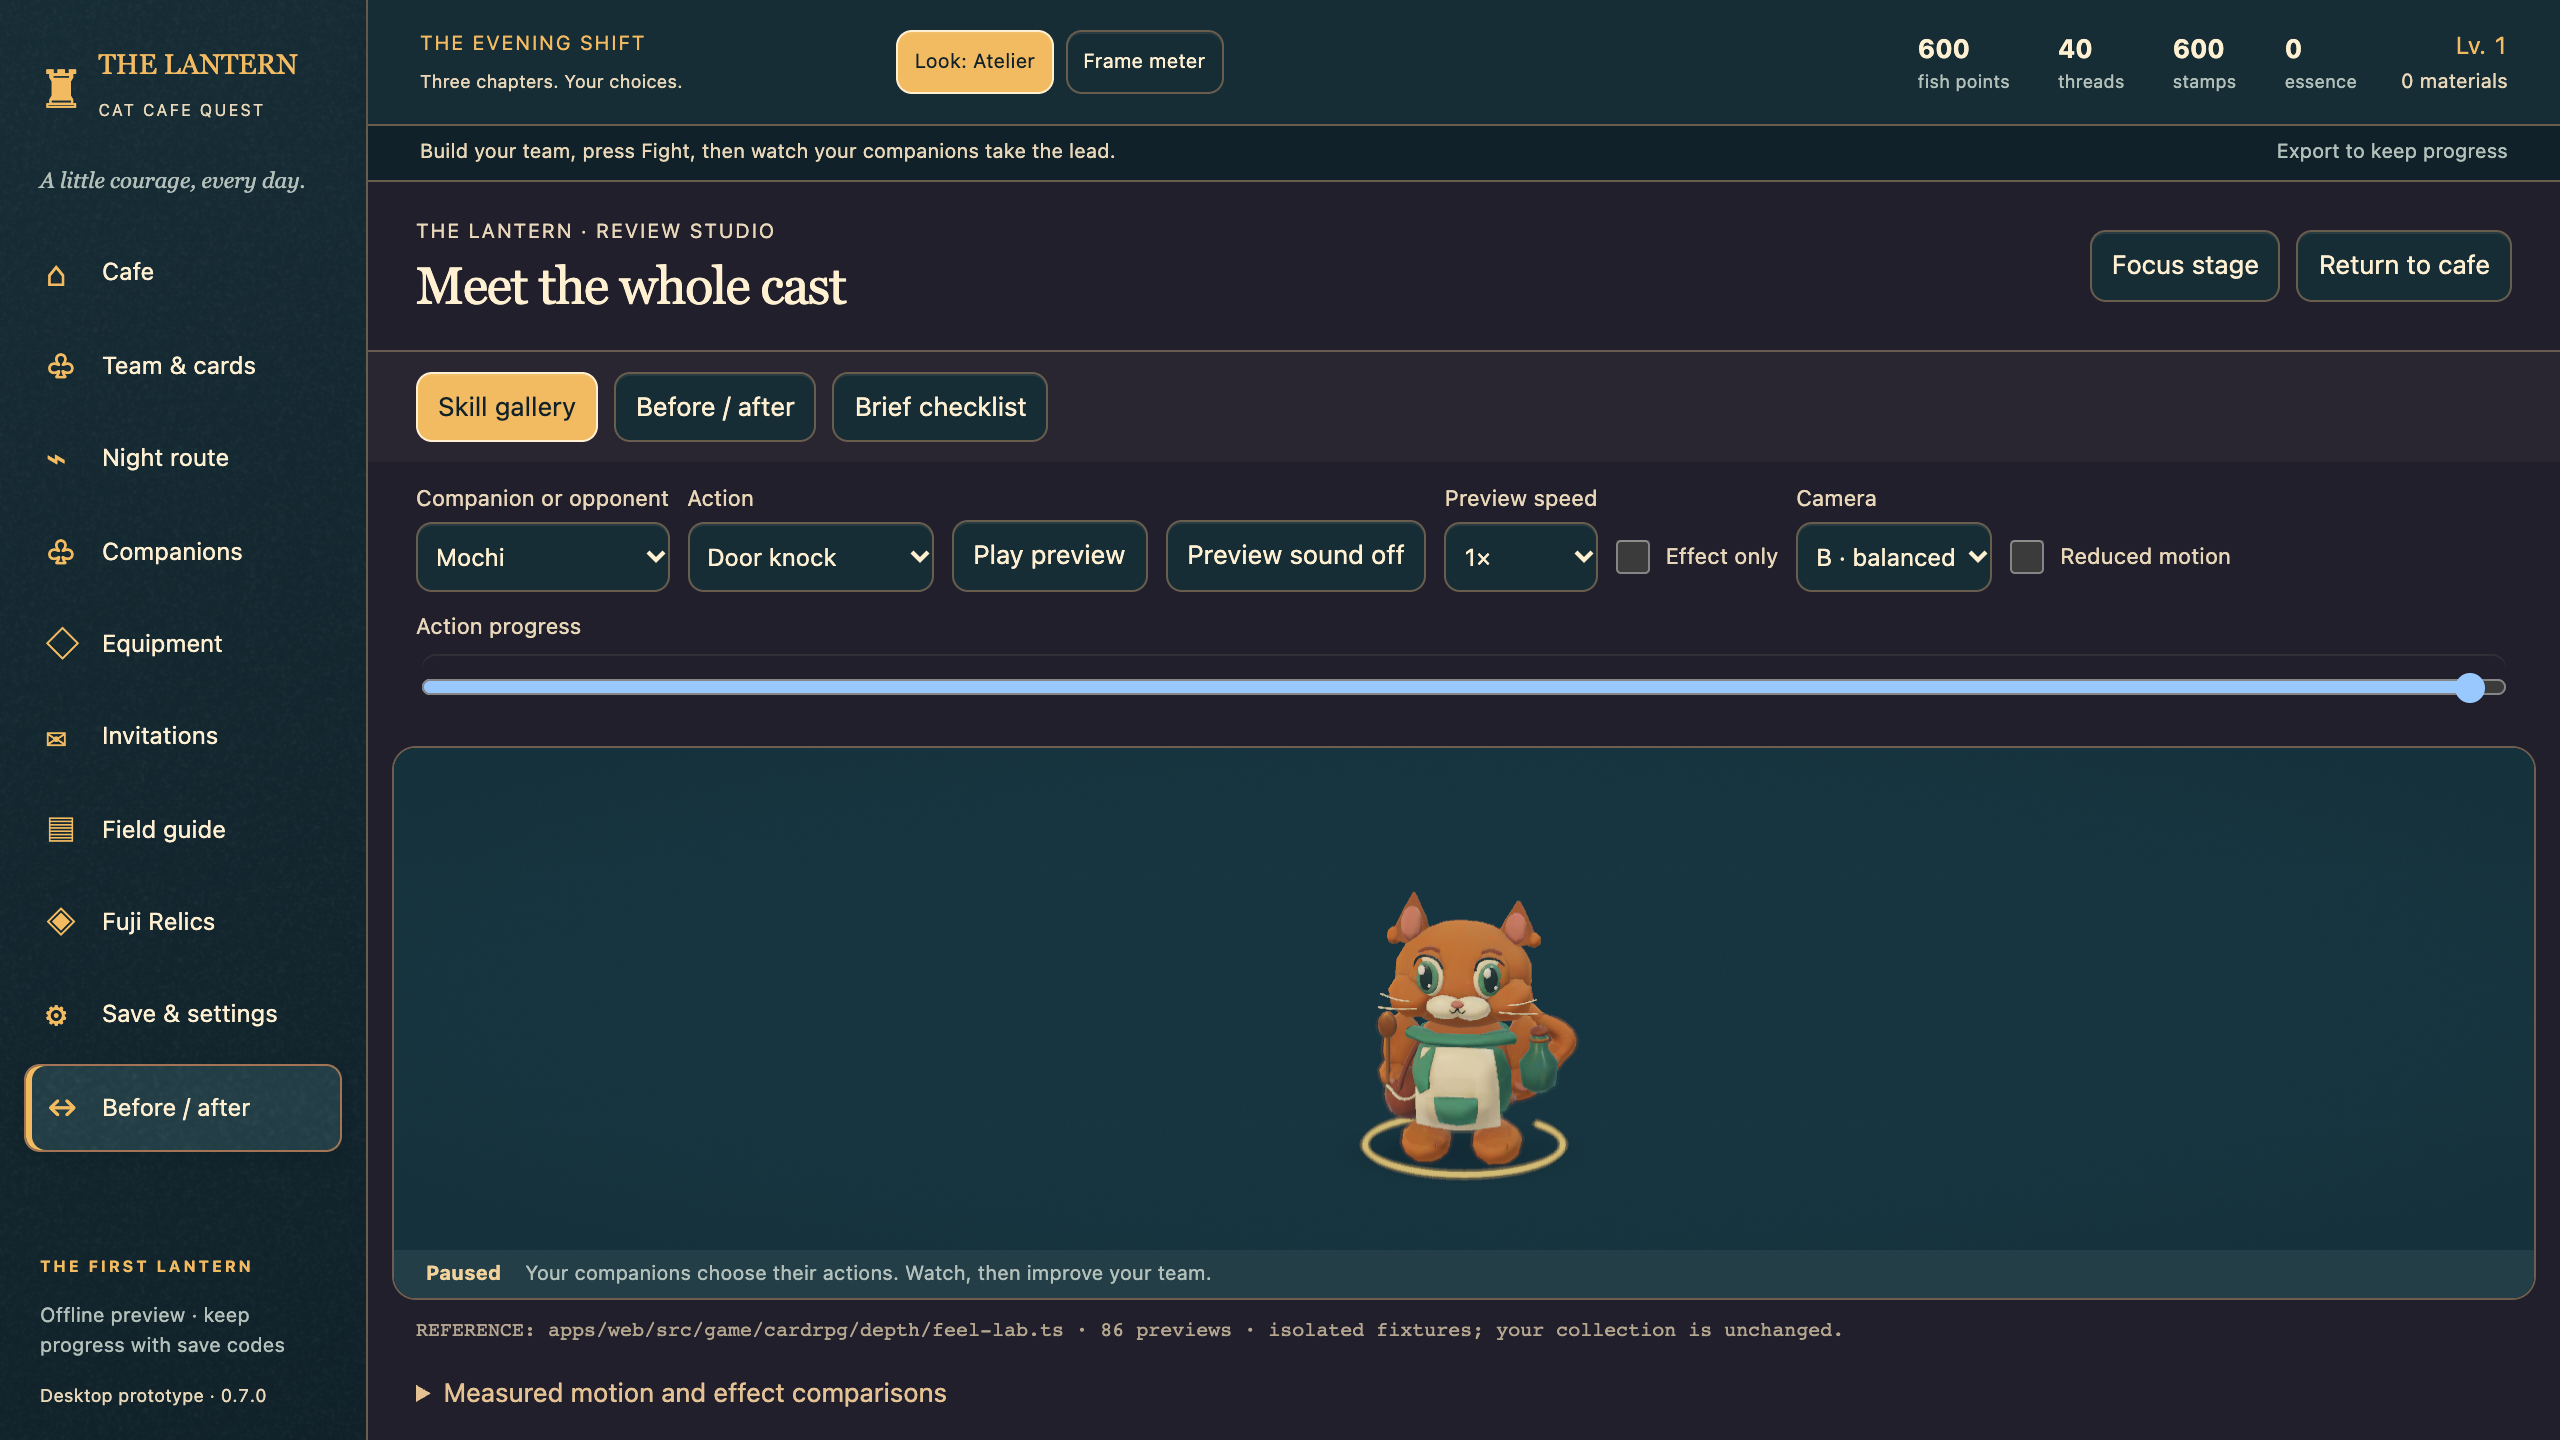 THE LANTERN
CAT CAFE QUEST
A little courage, every day.
Cafe
Team & cards
Night route
Companions
Equipment
Invitations
Field guide
Fuji Relics
Save & settings
Before / after
THE FIRST LANTERN
Offline preview · keep
progress with save codes
Desktop prototype · 0.7.0
THE EVENING SHIFT
Three chapters. Your choices.
Look: Atelier
Frame meter
600
fish points
40
threads
600
stamps
0
essence
Lv. 1
0 materials
Build your team, press Fight, then watch your companions take the lead.
Export to keep progress
THE LANTERN · REVIEW STUDIO
Meet the whole cast
Focus stage
Return to cafe
Skill gallery
Before / after
Brief checklist
Companion or opponent
Mochi
Action
Door knock
Play preview
Preview sound off
Preview speed
1×
Effect only
Camera
B · balanced
Reduced motion
Action progress
Paused Your companions choose their actions. Watch, then improve your team.
REFERENCE: apps/web/src/game/cardrpg/depth/feel-lab.ts · 86 previews · isolated fixtures; your collection is unchanged.
Measured motion and effect comparisons